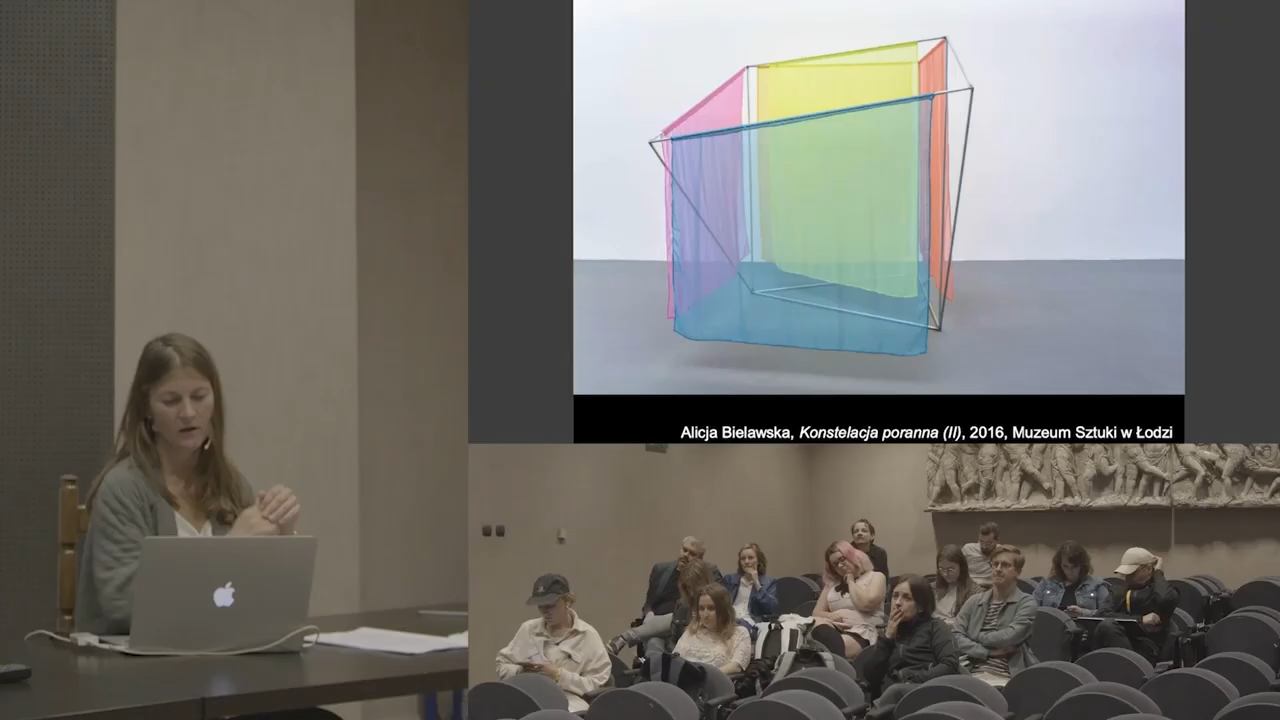 Alicja Bielawska, Konstelacja poranna (II), 2016, Muzeum Sztuki w Łodzi